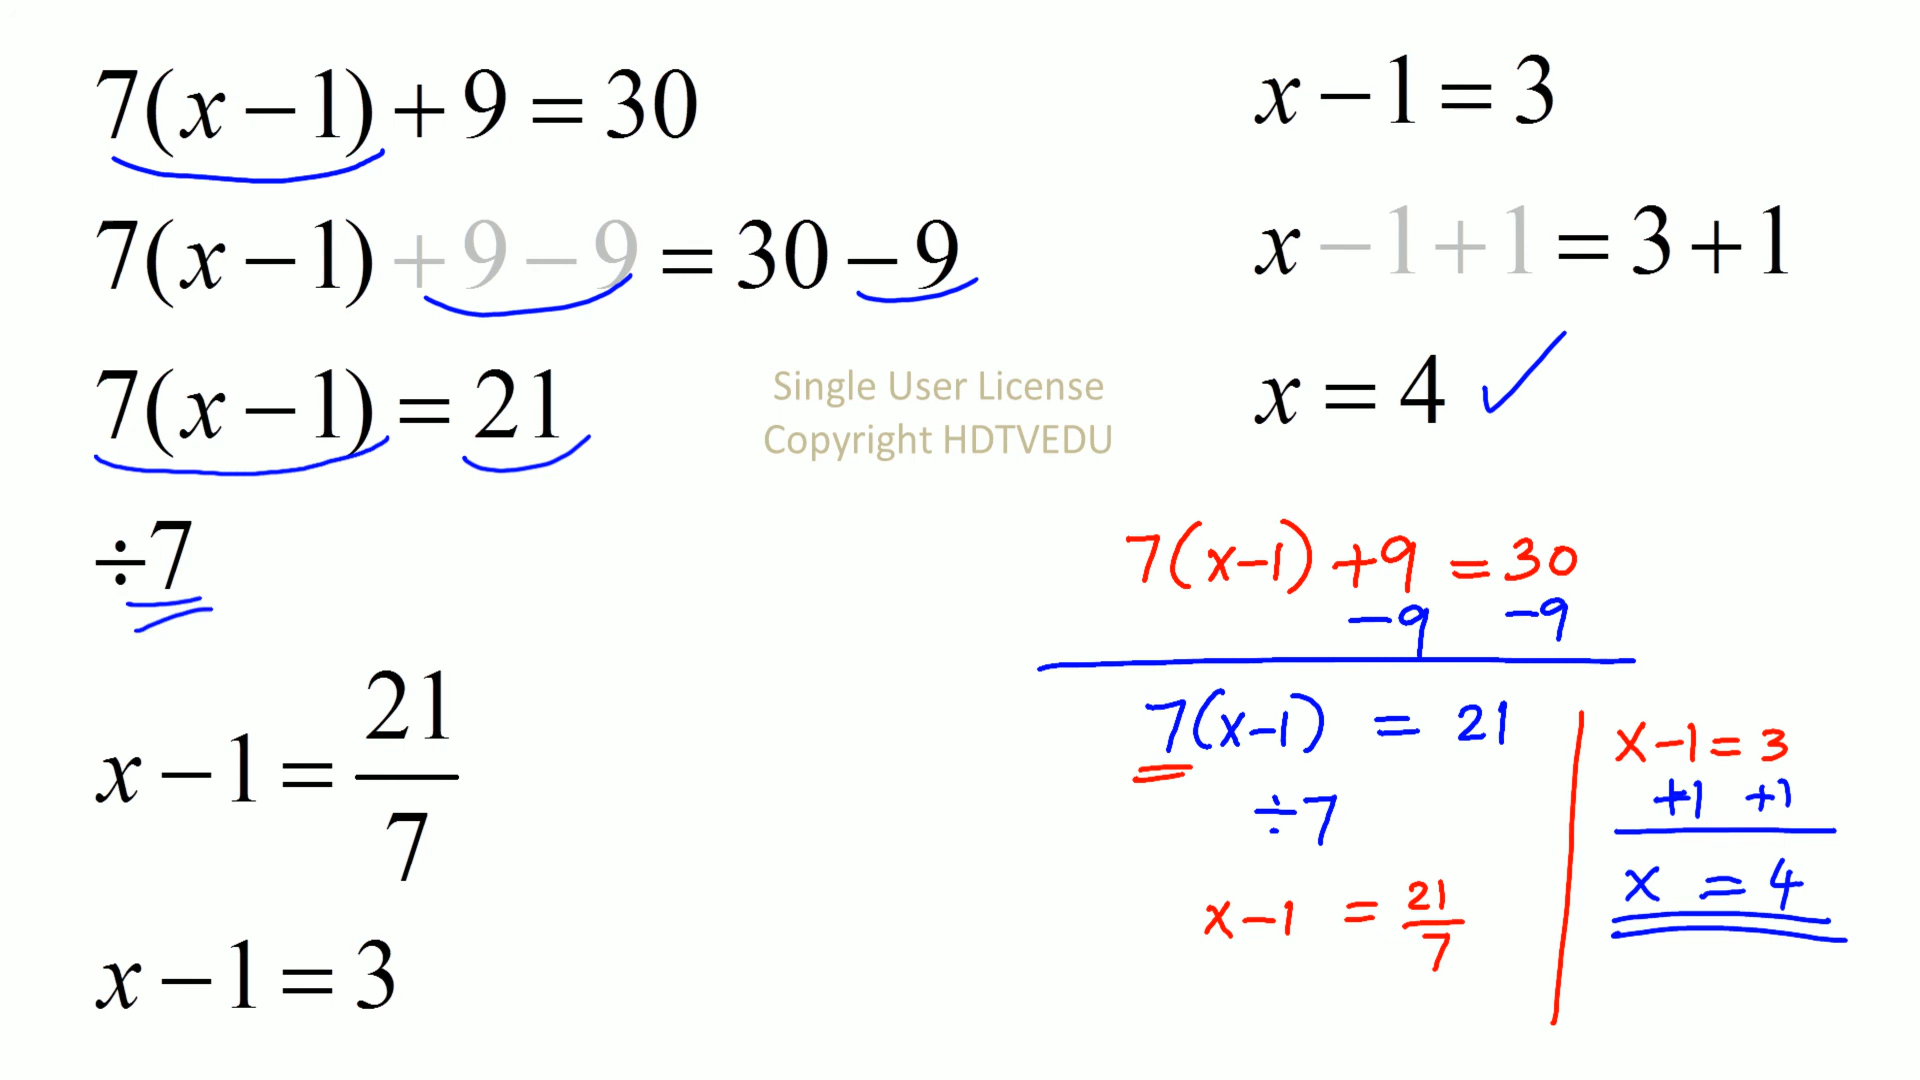 7(x−1)+9=30
7(x−1)+9−9=30−9
7(x−1)=21
÷7
x−1=21/7
x−1=3
x−1=3
x−1+1=3+1
x=4 ✓
Single User License
Copyright HDTVEDU
7(x−1)+9=30
−9 −9
7(x−1) = 21
÷7
x−1 = 21/7
x−1=3
+1 +1
x = 4